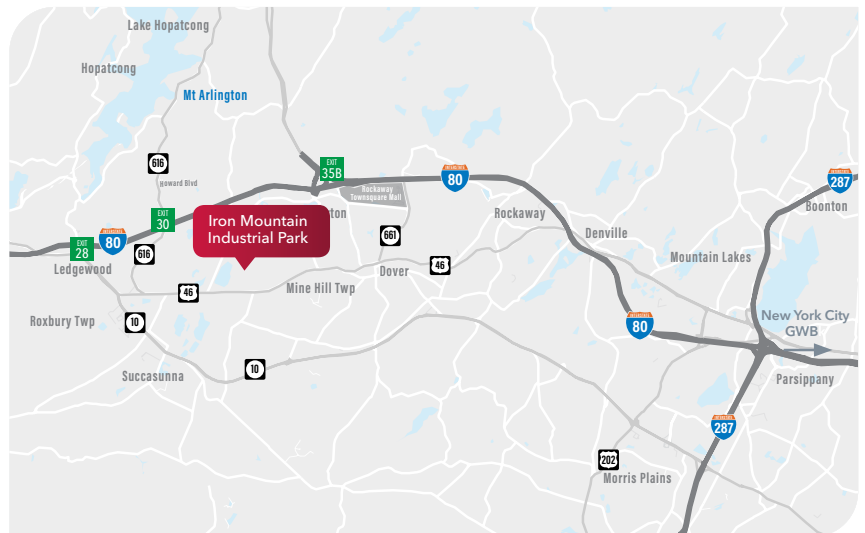 Lake Hopatcong
Hopatcong
Mt Arlington
616
Howard Blvd
EXIT
35B
80
Rockaway
Townsquare Mall
287
Boonton
EXIT
30
Iron Mountain
Industrial Park
ton
Rockaway
661
Denville
EXIT
28
80
616
Ledgewood
46
Dover
Mountain Lakes
46
Mine Hill Twp
Roxbury Twp
10
80
New York City
GWB
Succasunna
10
Parsippany
287
202
Morris Plains